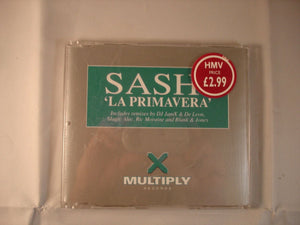 SASH
HMV
PRICE
£2.99
'LA PRIMAVERA'
Includes remixes by DJ JamX & De Leon,
Magic Alec, Ric Moraine and Blank & Jones
MULTIPLY
RECORDS